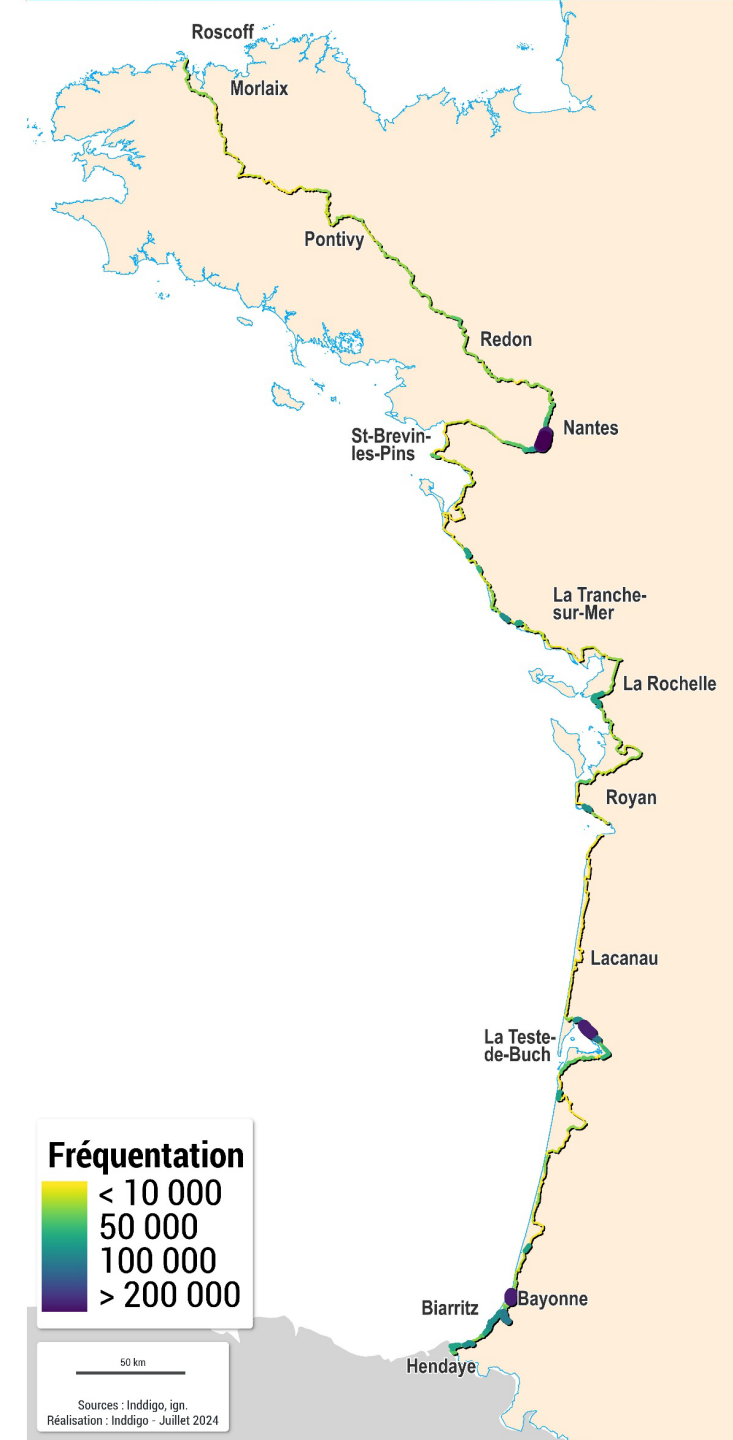 Roscoff
Morlaix
Pontivy
Redon
Nantes
St-Brevin-
les-Pins
La Tranche-
sur-Mer
La Rochelle
Royan
Lacanau
La Teste-
de-Buch
Fréquentation
< 10 000
50 000
100 000
> 200 000
Bayonne
Biarritz
Hendaye
50 km
Sources : Inddigo, ign.
Réalisation : Inddigo - Juillet 2024